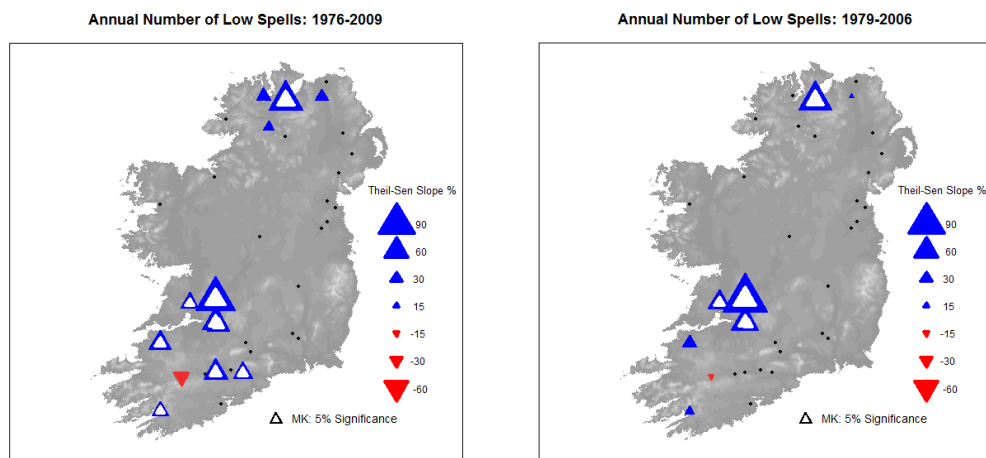 Annual Number of Low Spells: 1976-2009
Theil-Sen Slope %
90
60
30
15
-15
-30
-60
MK: 5% Significance
Annual Number of Low Spells: 1979-2006
Theil-Sen Slope %
90
60
30
15
-15
-30
-60
MK: 5% Significance